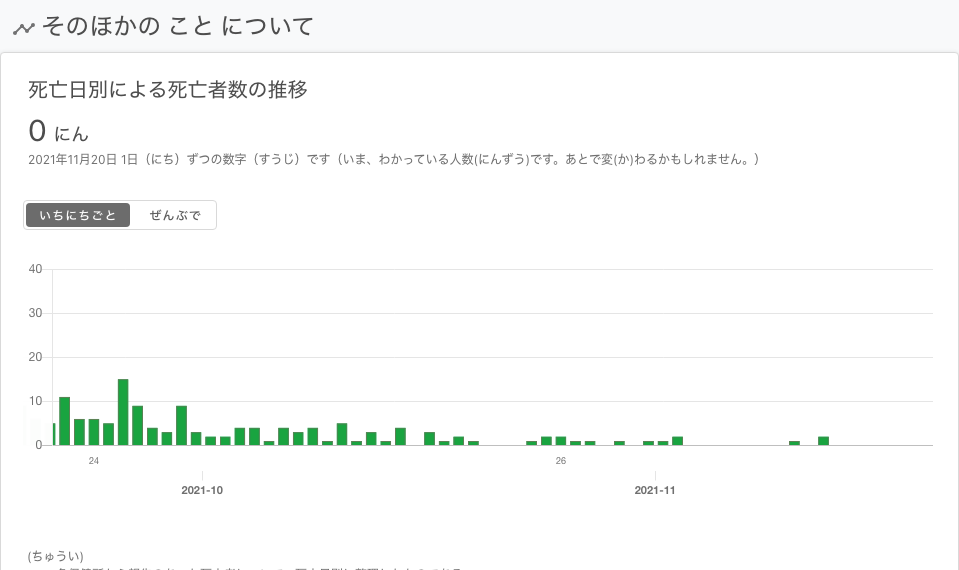 そのほかの こと について
死亡日別による死亡者数の推移
0 にん
2021年11月20日 1日（にち）ずつの数字（すうじ）です（いま、わかっている人数(にんずう)です。あとで変(か)わるかもしれません。）
いちにちごと ぜんぶで
40
30
20
10
0
24 26
2021-10 2021-11
(ちゅうい)